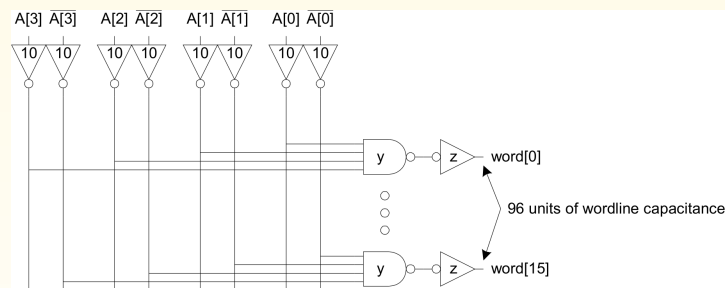 A[3] A̅[̅3̅]̅ A[2] A̅[̅2̅]̅ A[1] A̅[̅1̅]̅ A[0] A̅[̅0̅]̅
10 10 10 10 10 10 10 10
y z word[0]
96 units of wordline capacitance
y z word[15]